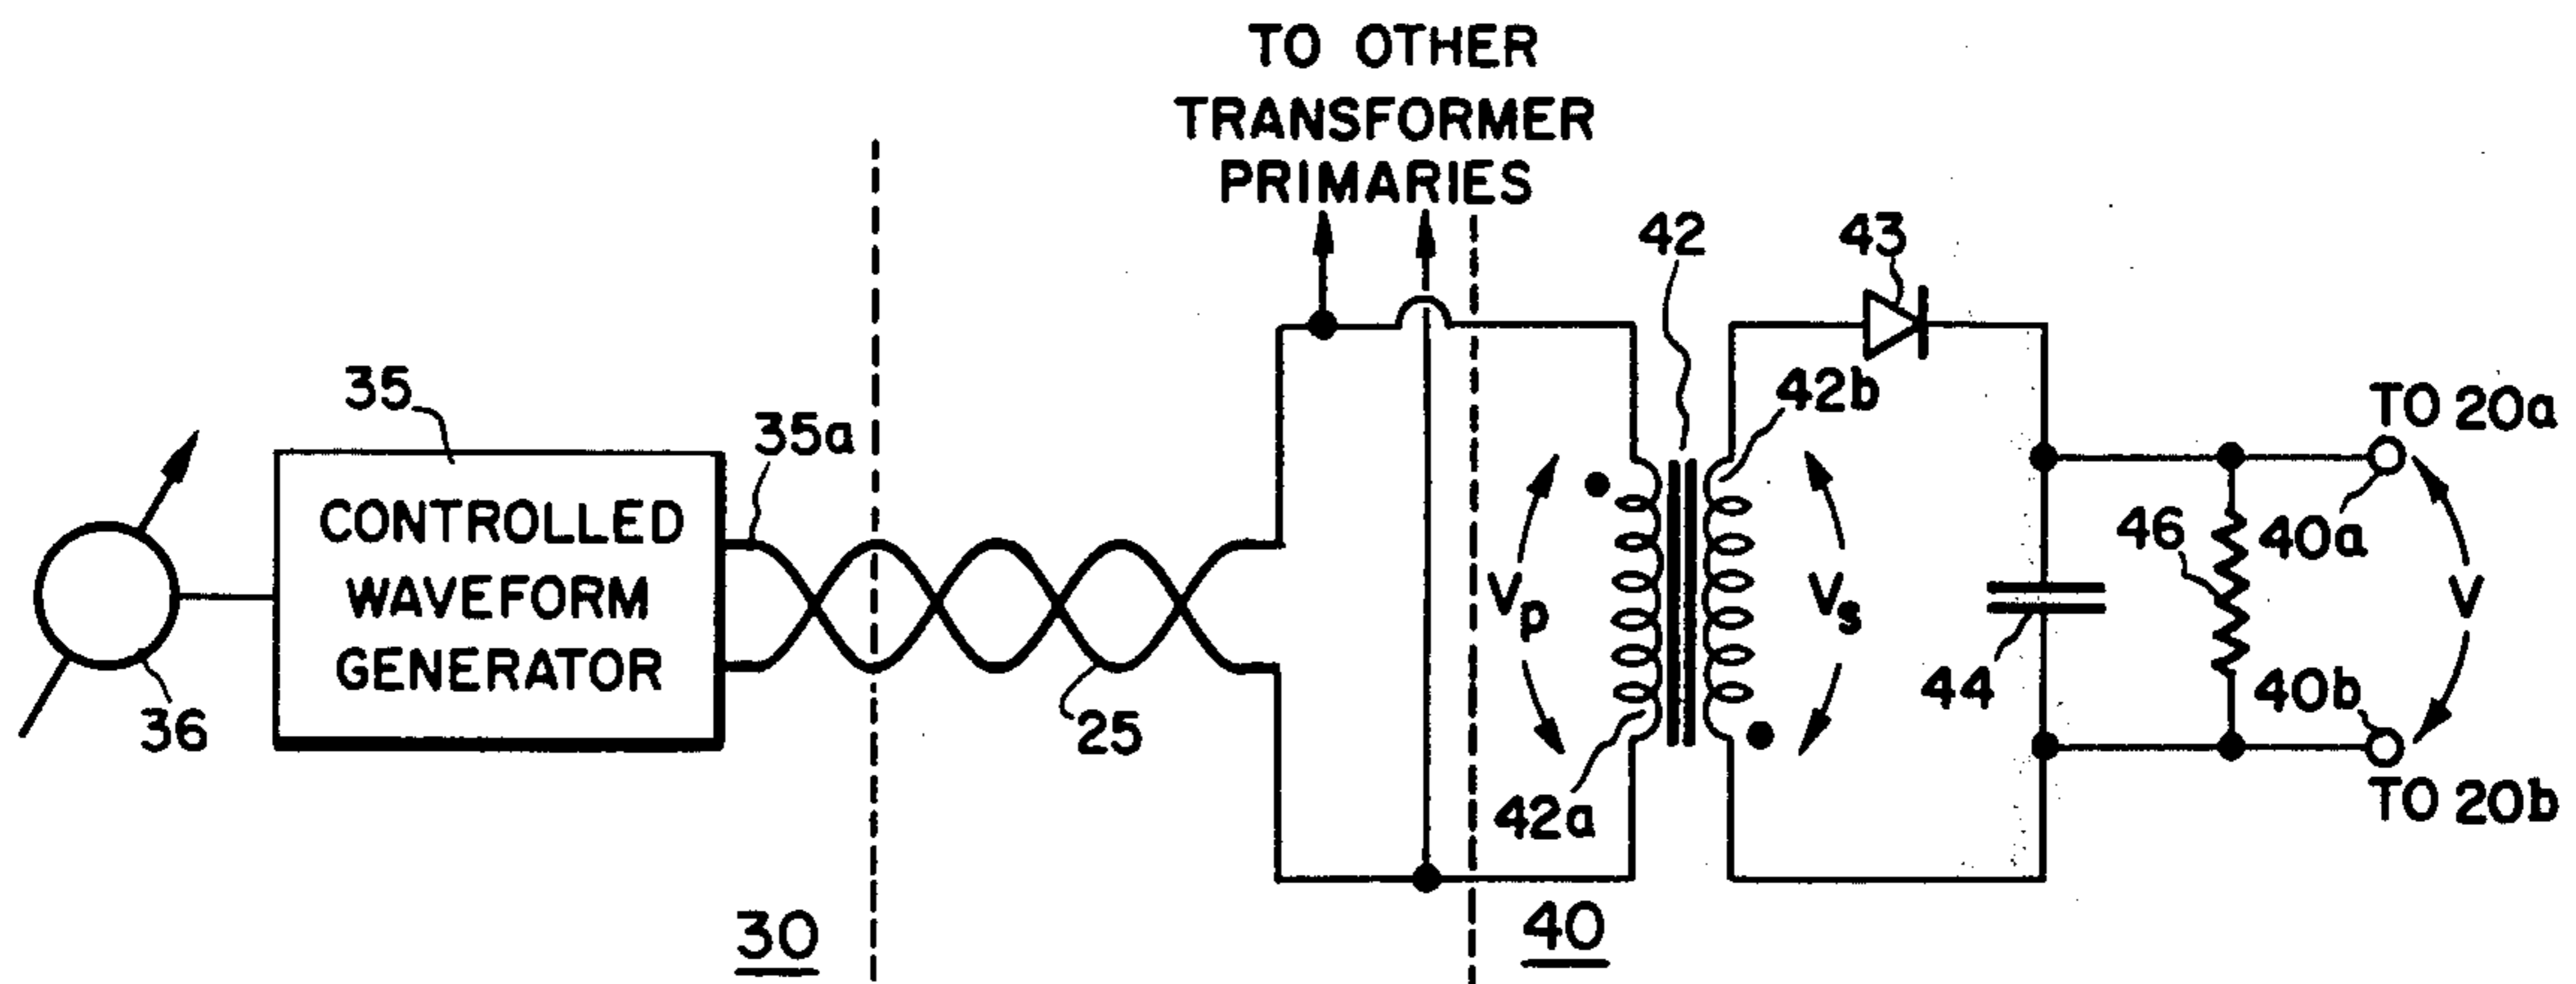 TO OTHER
TRANSFORMER
PRIMARIES
42
43
35
35a
42b
TO 20a
CONTROLLED
WAVEFORM
GENERATOR
Vp
Vs
46
40a
V
36
25
44
40b
42a
TO 20b
30
40